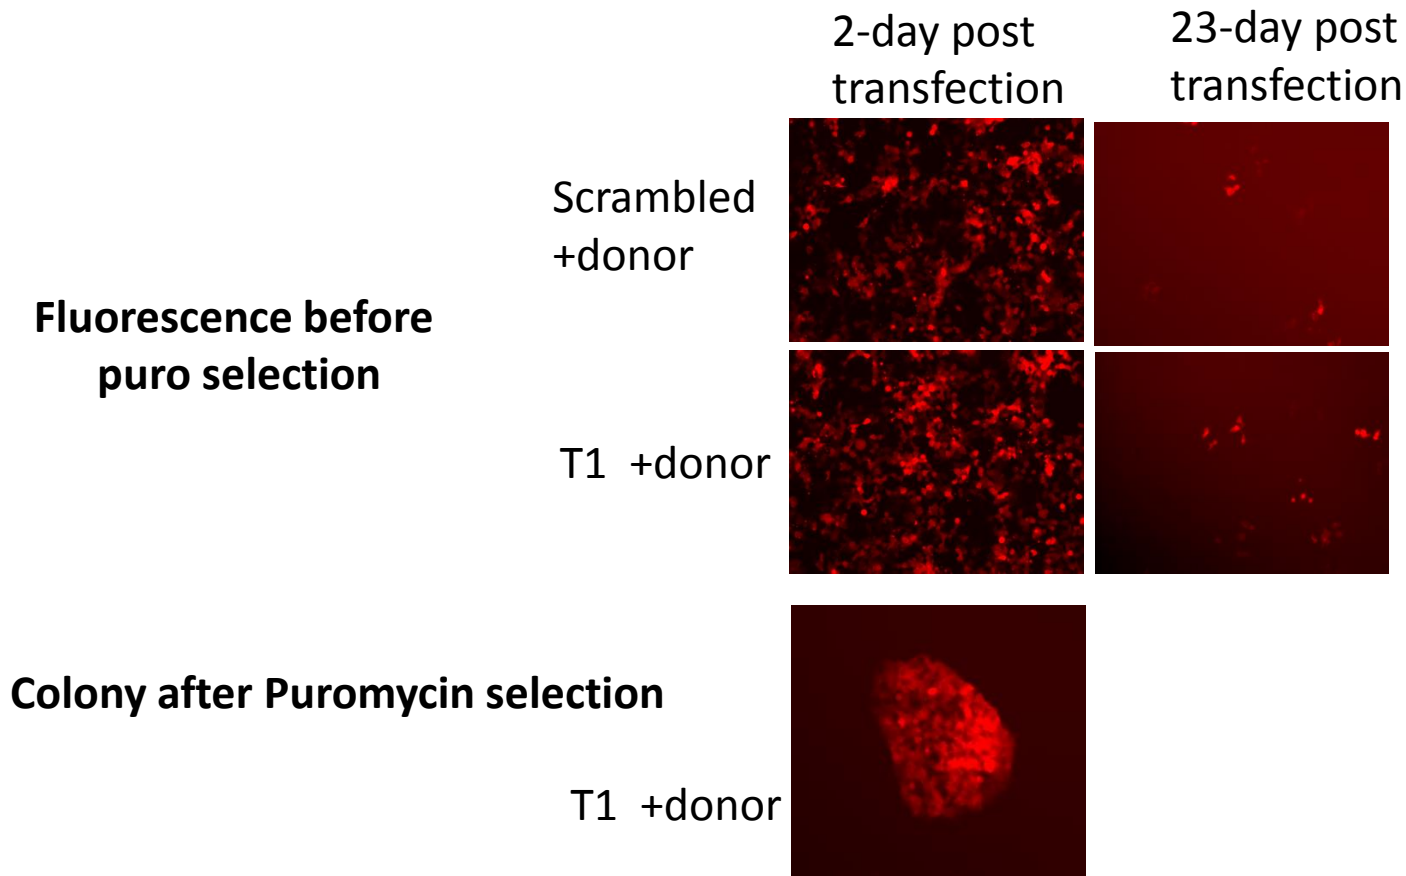 2-day post
transfection
23-day post
transfection
Scrambled
+donor
Fluorescence before
puro selection
T1 +donor
Colony after Puromycin selection
T1 +donor